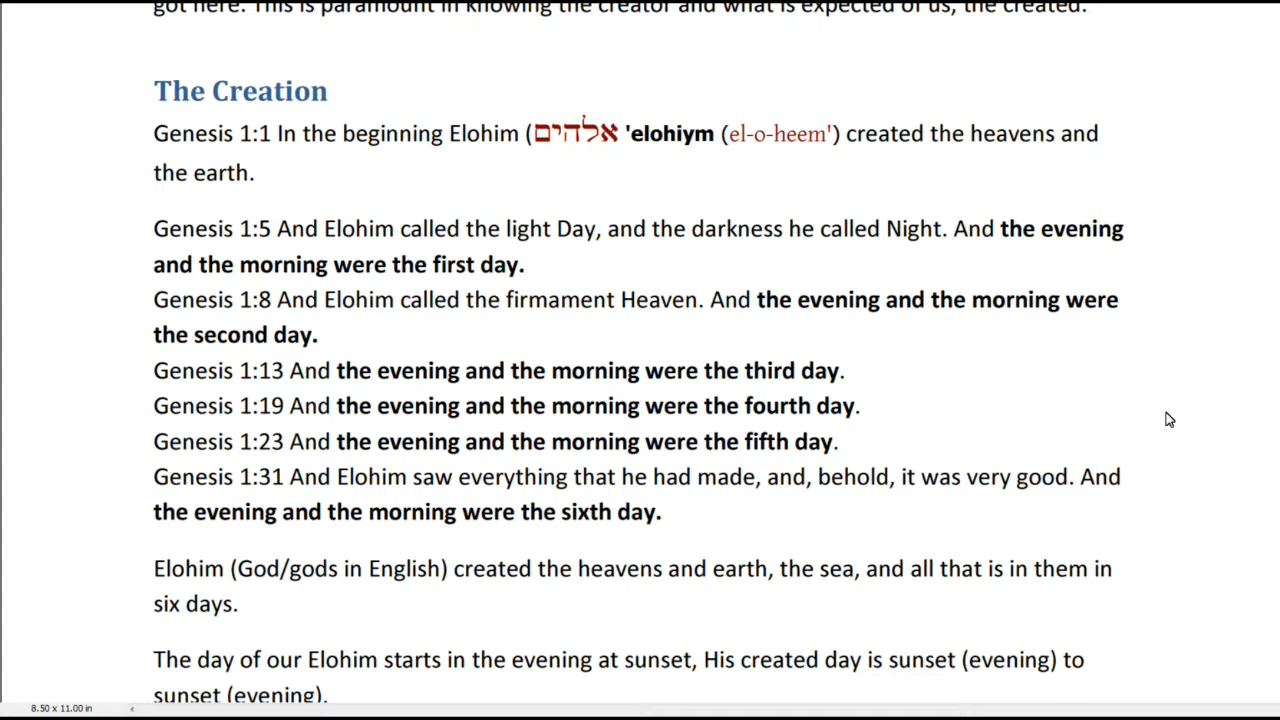 got here. This is paramount in knowing the creator and what is expected of us, the created.
The Creation
Genesis 1:1 In the beginning Elohim (אלהים 'elohiym (el-o-heem') created the heavens and
the earth.
Genesis 1:5 And Elohim called the light Day, and the darkness he called Night. And the evening
and the morning were the first day.
Genesis 1:8 And Elohim called the firmament Heaven. And the evening and the morning were
the second day.
Genesis 1:13 And the evening and the morning were the third day.
Genesis 1:19 And the evening and the morning were the fourth day.
Genesis 1:23 And the evening and the morning were the fifth day.
Genesis 1:31 And Elohim saw everything that he had made, and, behold, it was very good. And
the evening and the morning were the sixth day.
Elohim (God/gods in English) created the heavens and earth, the sea, and all that is in them in
six days.
The day of our Elohim starts in the evening at sunset, His created day is sunset (evening) to
sunset (evening).
8.50 x 11.00 in